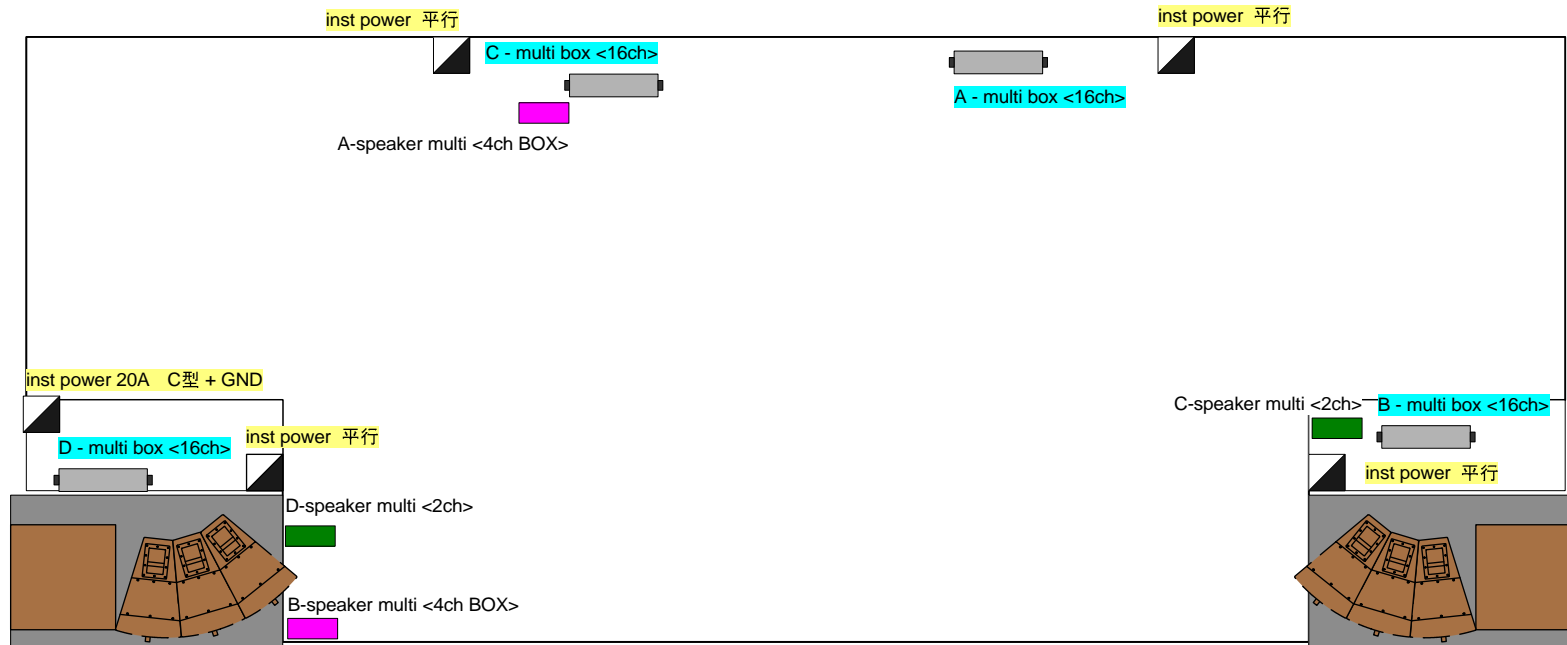 inst power 平行
inst power 平行
C - multi box <16ch>
A - multi box <16ch>
A-speaker multi <4ch BOX>
inst power 20A　C型 + GND
C-speaker multi <2ch>
B - multi box <16ch>
D - multi box <16ch>
inst power 平行
inst power 平行
D-speaker multi <2ch>
B-speaker multi <4ch BOX>